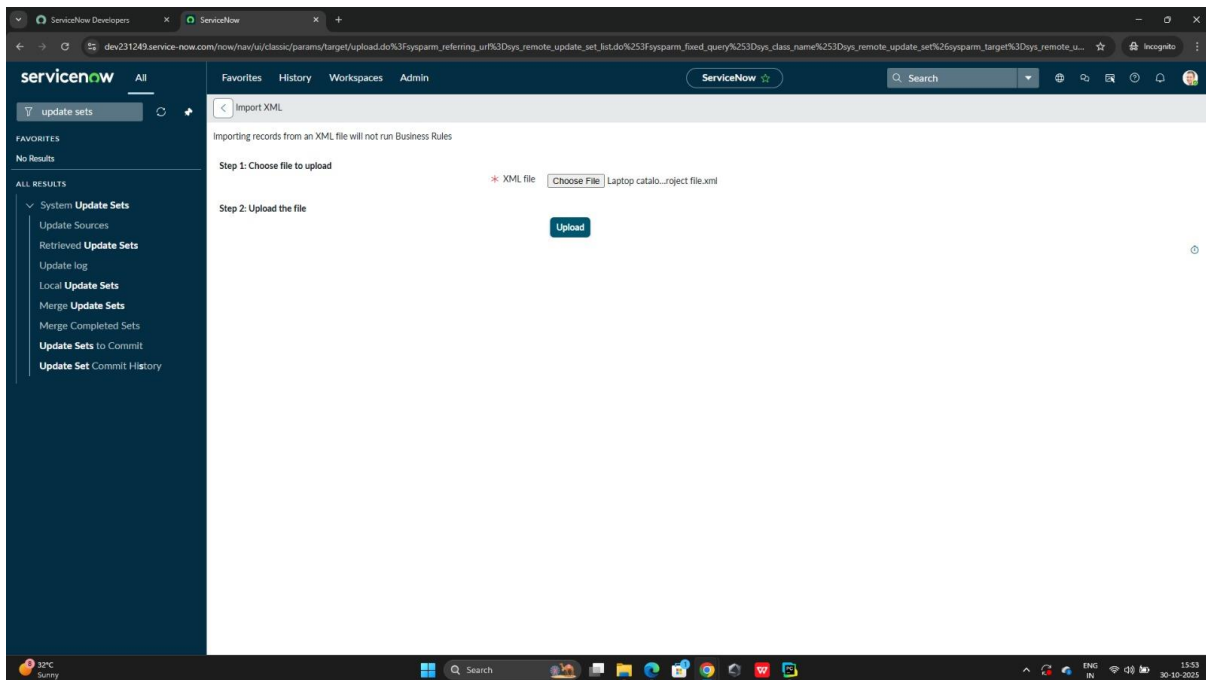 ServiceNow Developers
ServiceNow
dev231249.service-now.com/now/nav/ui/classic/params/target/upload.do%3Fsysparm_referring_url%3Dsys_remote_update_set_list.do%253Fsysparm_fixed_query%253Dsys_class_name%253Dsys_remote_update_set%26sysparm_target%3Dsys_remote_u...
Incognito
servicenow All Favorites History Workspaces Admin ServiceNow Search
update sets
FAVORITES
No Results
ALL RESULTS
System Update Sets
Update Sources
Retrieved Update Sets
Update log
Local Update Sets
Merge Update Sets
Merge Completed Sets
Update Sets to Commit
Update Set Commit History
Import XML
Importing records from an XML file will not run Business Rules
Step 1: Choose file to upload
XML file Choose File Laptop catalo...roject file.xml
Step 2: Upload the file
Upload
32°C
Sunny
Search
ENG
IN
15:53
30-10-2025